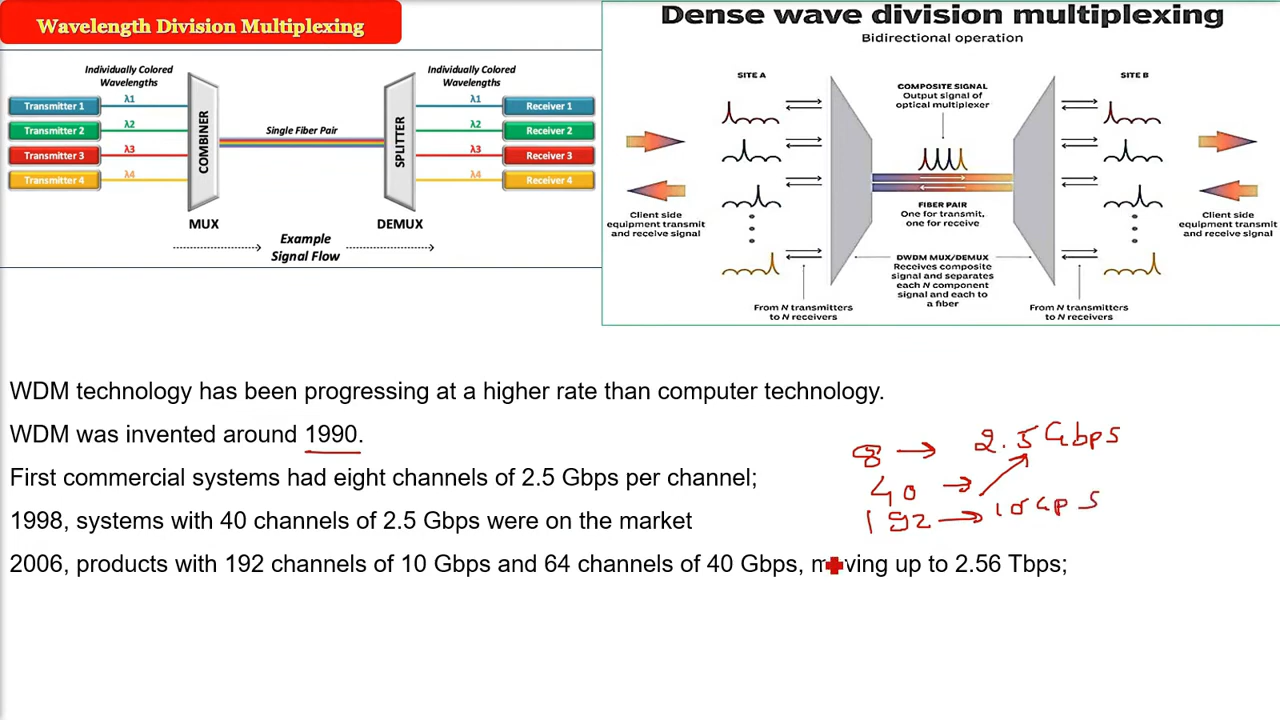 Wavelength Division Multiplexing
Individually Colored
Wavelengths
Transmitter 1
λ1
Transmitter 2
λ2
Transmitter 3
λ3
Transmitter 4
λ4
COMBINER
MUX
Single Fiber Pair
SPLITTER
DEMUX
Individually Colored
Wavelengths
λ1
Receiver 1
λ2
Receiver 2
λ3
Receiver 3
λ4
Receiver 4
Example
Signal Flow
Dense wave division multiplexing
Bidirectional operation
SITE A
COMPOSITE SIGNAL
Output signal of
optical multiplexer
SITE B
Client side
equipment transmit
and receive signal
FIBER PAIR
One for transmit,
one for receive
DWDM MUX/DEMUX
Receives composite
signal and separates
each N component
signal and each to
a fiber
Client side
equipment transmit
and receive signal
From N transmitters
to N receivers
From N transmitters
to N receivers
WDM technology has been progressing at a higher rate than computer technology.
WDM was invented around 1990.
First commercial systems had eight channels of 2.5 Gbps per channel;
1998, systems with 40 channels of 2.5 Gbps were on the market
2006, products with 192 channels of 10 Gbps and 64 channels of 40 Gbps, moving up to 2.56 Tbps;
8 → 2.5 Gbps
40 →
192 → 10 Gps